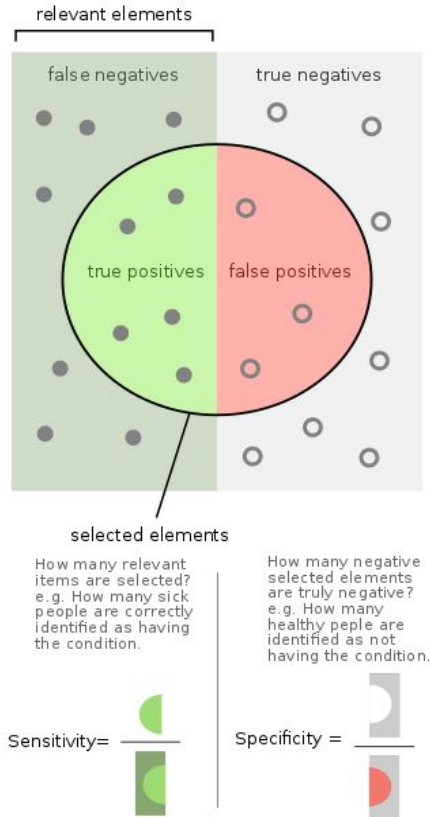 relevant elements
false negatives
true negatives
true positives
false positives
selected elements
How many relevant
items are selected?
e.g. How many sick
people are correctly
identified as having
the condition.
How many negative
selected elements
are truly negative?
e.g. How many
healthy peple are
identified as not
having the condition.
Sensitivity=
Specificity =